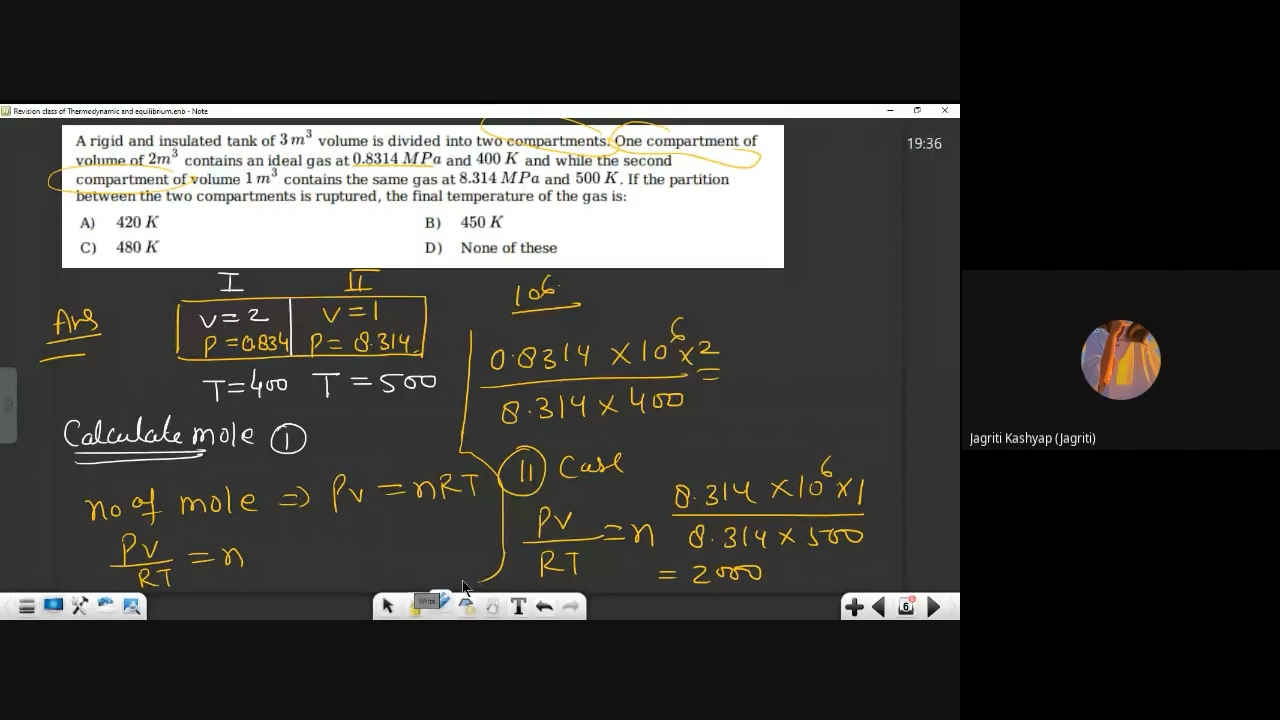 Revision class of Thermodynamic and equilibrium.enb - Note
19:36
A rigid and insulated tank of 3 m³ volume is divided into two compartments. One compartment of
volume of 2m³ contains an ideal gas at 0.8314 MPa and 400 K and while the second
compartment of volume 1 m³ contains the same gas at 8.314 MPa and 500 K. If the partition
between the two compartments is ruptured, the final temperature of the gas is:
A) 420 K
B) 450 K
C) 480 K
D) None of these
I II
Ans
V = 2 V = 1
P = 0.834 P = 8.314
T = 400 T = 500
10⁶
0.8314 × 10⁶ × 2 =
8.314 × 400
Calculate mole ①
no of mole ⇒ PV = nRT
PV/RT = n
II Case
PV/RT = n
8.314 × 10⁶ × 1
8.314 × 500
= 2000
Write
T
6
Jagriti Kashyap (Jagriti)